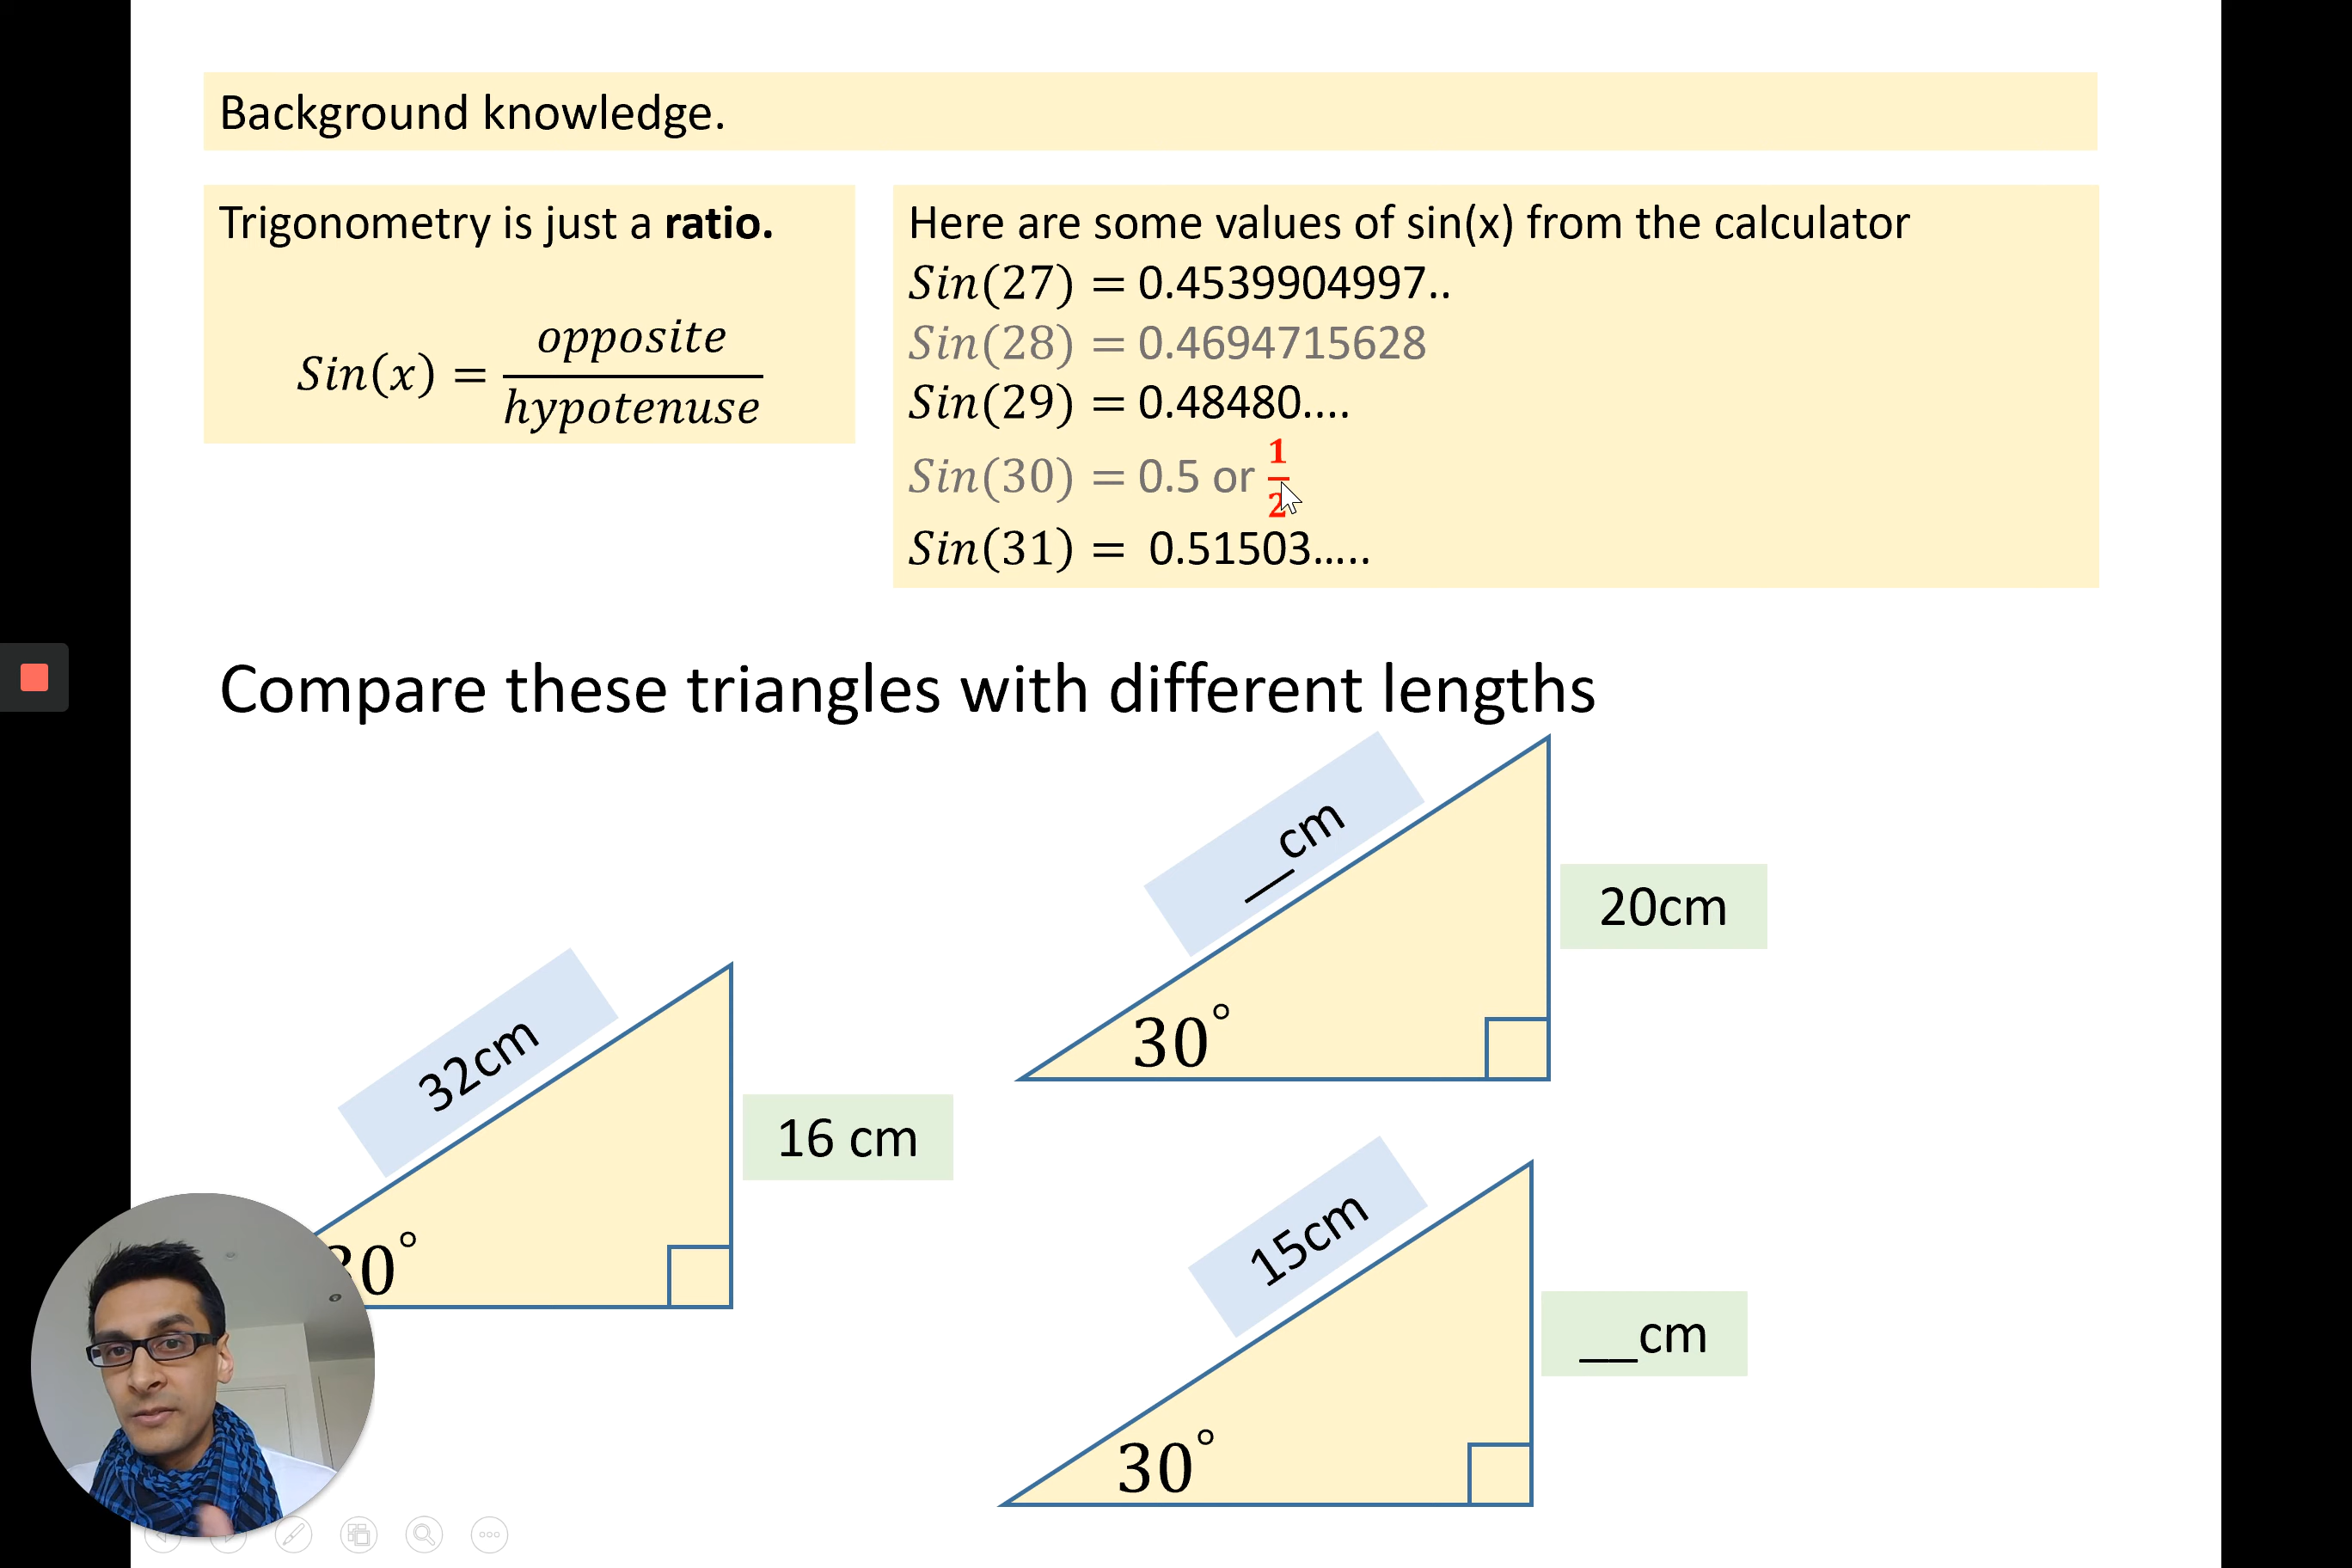 Background knowledge.
Trigonometry is just a ratio.
Sin(x) = opposite / hypotenuse
Here are some values of sin(x) from the calculator
Sin(27) = 0.4539904997..
Sin(28) = 0.4694715628
Sin(29) = 0.48480....
Sin(30) = 0.5 or 1/2
Sin(31) = 0.51503.....
Compare these triangles with different lengths
__cm
20cm
30°
32cm
16 cm
30°
15cm
__cm
30°